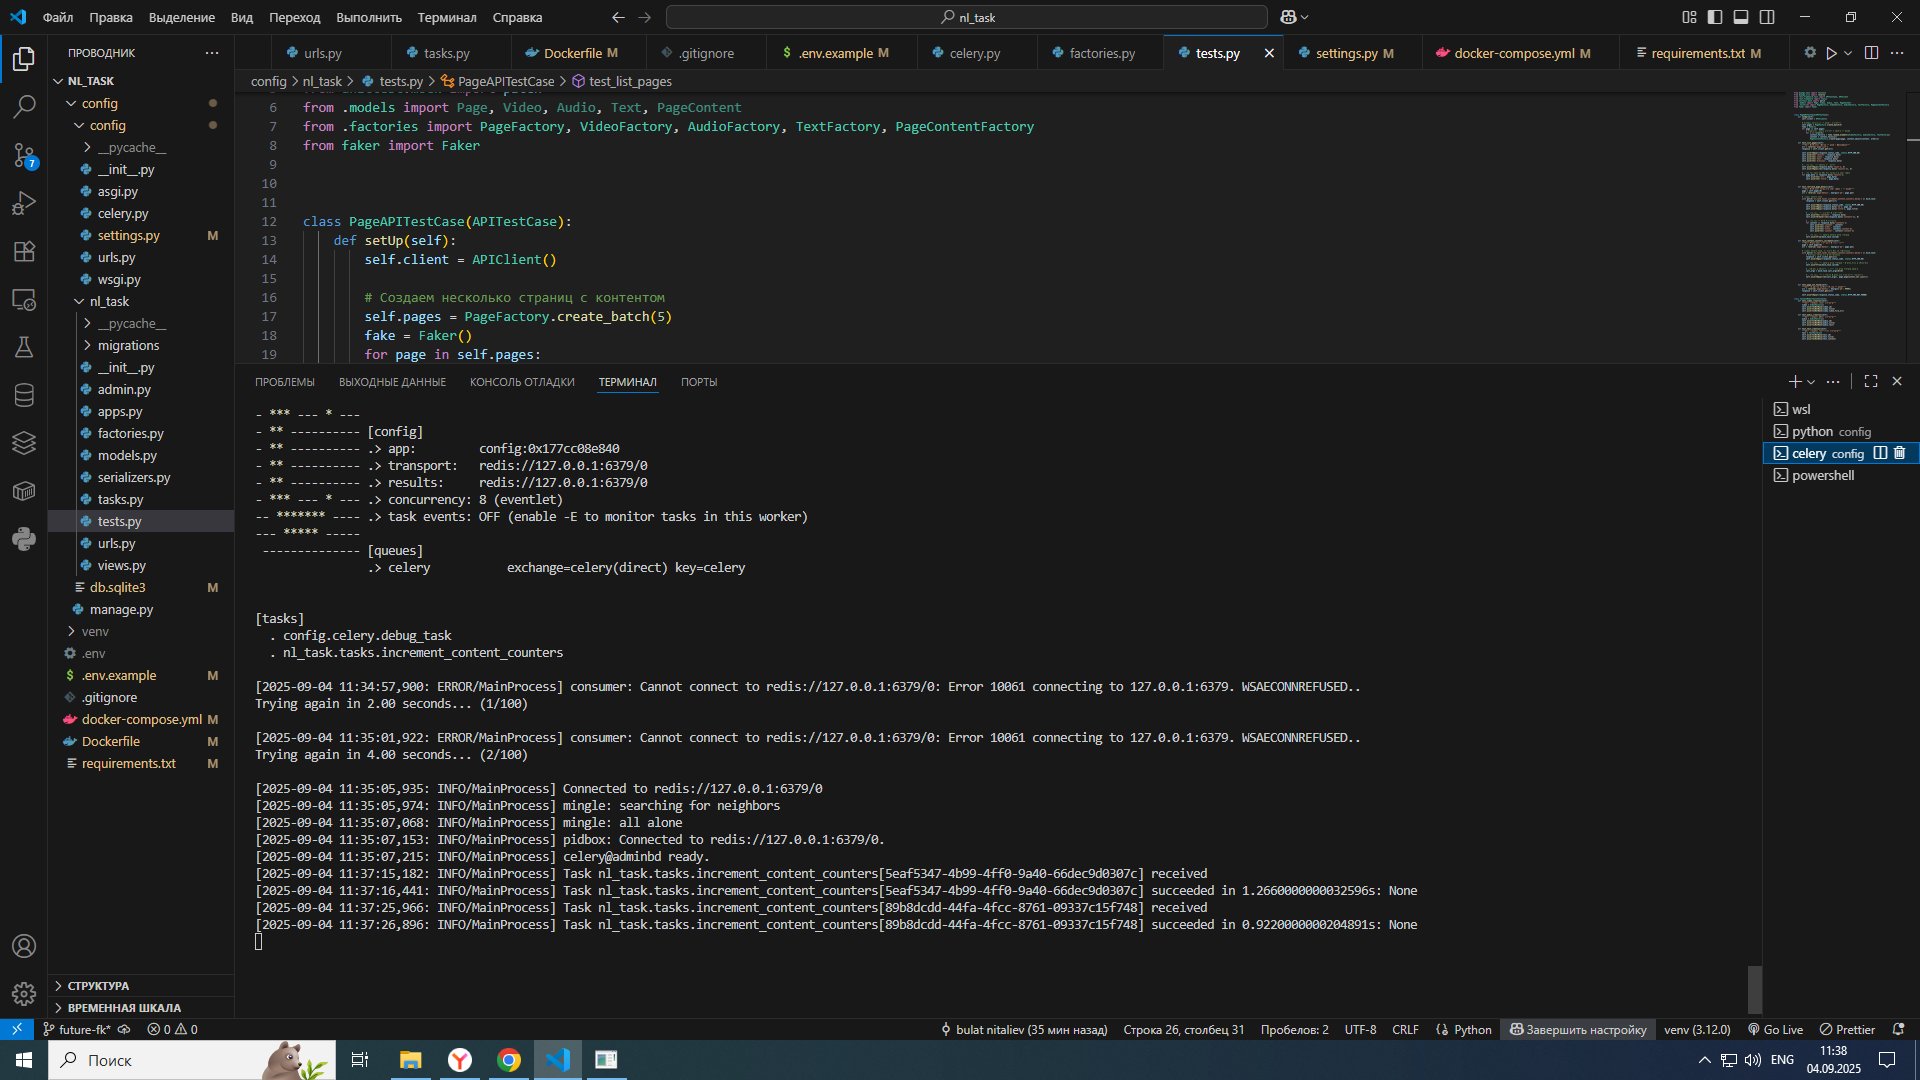 Файл Правка Выделение Вид Переход Выполнить Терминал Справка
nl_task
ПРОВОДНИК
urls.py tasks.py Dockerfile M .gitignore $ .env.example M celery.py factories.py tests.py settings.py M docker-compose.yml M requirements.txt M
config > nl_task > tests.py > PageAPITestCase > test_list_pages
NL_TASK
config
config
__pycache__
__init__.py
asgi.py
celery.py
settings.py M
urls.py
wsgi.py
nl_task
__pycache__
migrations
__init__.py
admin.py
apps.py
factories.py
models.py
serializers.py
tasks.py
tests.py
urls.py
views.py
db.sqlite3 M
manage.py
venv
.env
$ .env.example M
.gitignore
docker-compose.yml M
Dockerfile M
requirements.txt M
СТРУКТУРА
ВРЕМЕННАЯ ШКАЛА
6 from .models import Page, Video, Audio, Text, PageContent
7 from .factories import PageFactory, VideoFactory, AudioFactory, TextFactory, PageContentFactory
8 from faker import Faker
9
10
11
12 class PageAPITestCase(APITestCase):
13 def setUp(self):
14 self.client = APIClient()
15
16 # Создаем несколько страниц с контентом
17 self.pages = PageFactory.create_batch(5)
18 fake = Faker()
19 for page in self.pages:
ПРОБЛЕМЫ ВЫХОДНЫЕ ДАННЫЕ КОНСОЛЬ ОТЛАДКИ ТЕРМИНАЛ ПОРТЫ
- *** --- * ---
- ** ---------- [config]
- ** ---------- .> app: config:0x177cc08e840
- ** ---------- .> transport: redis://127.0.0.1:6379/0
- ** ---------- .> results: redis://127.0.0.1:6379/0
- *** --- * --- .> concurrency: 8 (eventlet)
-- ******* ---- .> task events: OFF (enable -E to monitor tasks in this worker)
--- ***** -----
-------------- [queues]
.> celery exchange=celery(direct) key=celery
[tasks]
. config.celery.debug_task
. nl_task.tasks.increment_content_counters
[2025-09-04 11:34:57,900: ERROR/MainProcess] consumer: Cannot connect to redis://127.0.0.1:6379/0: Error 10061 connecting to 127.0.0.1:6379. WSAECONNREFUSED..
Trying again in 2.00 seconds... (1/100)
[2025-09-04 11:35:01,922: ERROR/MainProcess] consumer: Cannot connect to redis://127.0.0.1:6379/0: Error 10061 connecting to 127.0.0.1:6379. WSAECONNREFUSED..
Trying again in 4.00 seconds... (2/100)
[2025-09-04 11:35:05,935: INFO/MainProcess] Connected to redis://127.0.0.1:6379/0
[2025-09-04 11:35:05,974: INFO/MainProcess] mingle: searching for neighbors
[2025-09-04 11:35:07,068: INFO/MainProcess] mingle: all alone
[2025-09-04 11:35:07,153: INFO/MainProcess] pidbox: Connected to redis://127.0.0.1:6379/0.
[2025-09-04 11:35:07,215: INFO/MainProcess] celery@adminbd ready.
[2025-09-04 11:37:15,182: INFO/MainProcess] Task nl_task.tasks.increment_content_counters[5eaf5347-4b99-4ff0-9a40-66dec9d0307c] received
[2025-09-04 11:37:16,441: INFO/MainProcess] Task nl_task.tasks.increment_content_counters[5eaf5347-4b99-4ff0-9a40-66dec9d0307c] succeeded in 1.2660000000032596s: None
[2025-09-04 11:37:25,966: INFO/MainProcess] Task nl_task.tasks.increment_content_counters[89b8dcdd-44fa-4fcc-8761-09337c15f748] received
[2025-09-04 11:37:26,896: INFO/MainProcess] Task nl_task.tasks.increment_content_counters[89b8dcdd-44fa-4fcc-8761-09337c15f748] succeeded in 0.9220000000204891s: None
wsl
python config
celery config
powershell
7
future-fk* 0 0 bulat nitaliev (35 мин назад) Строка 26, столбец 31 Пробелов: 2 UTF-8 CRLF Python Завершить настройку venv (3.12.0) Go Live Prettier
Поиск
ENG
11:38
04.09.2025